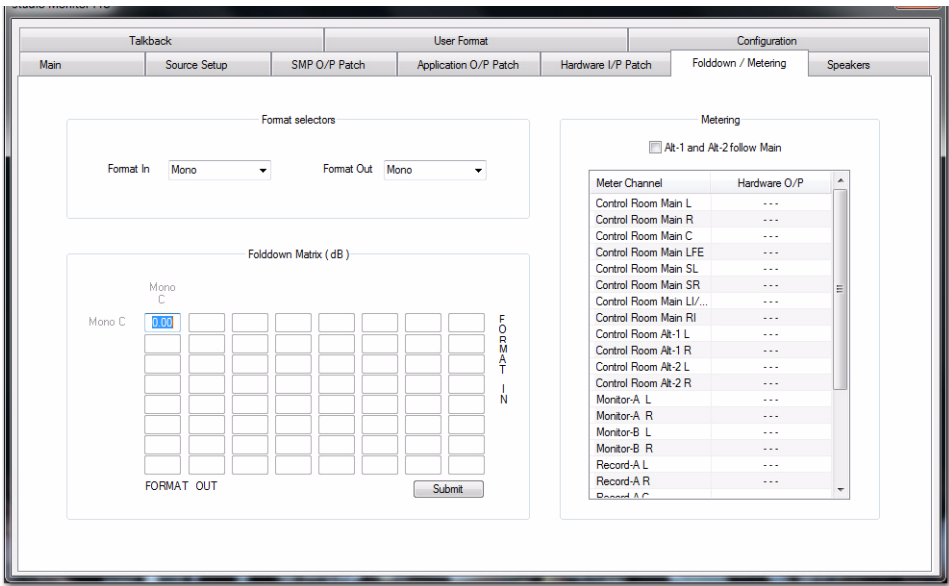 Talkback User Format Configuration
Main Source Setup SMP O/P Patch Application O/P Patch Hardware I/P Patch Folddown / Metering Speakers
Format selectors
Format In Mono Format Out Mono
Folddown Matrix ( dB )
Mono
C
Mono C 0.00
FORMAT IN
FORMAT OUT
Submit
Metering
Alt-1 and Alt-2 follow Main
Meter Channel Hardware O/P
Control Room Main L - - -
Control Room Main R - - -
Control Room Main C - - -
Control Room Main LFE - - -
Control Room Main SL - - -
Control Room Main SR - - -
Control Room Main LI/... - - -
Control Room Main RI - - -
Control Room Alt-1 L - - -
Control Room Alt-1 R - - -
Control Room Alt-2 L - - -
Control Room Alt-2 R - - -
Monitor-A L - - -
Monitor-A R - - -
Monitor-B L - - -
Monitor-B R - - -
Record-A L - - -
Record-A R - - -
Record A C